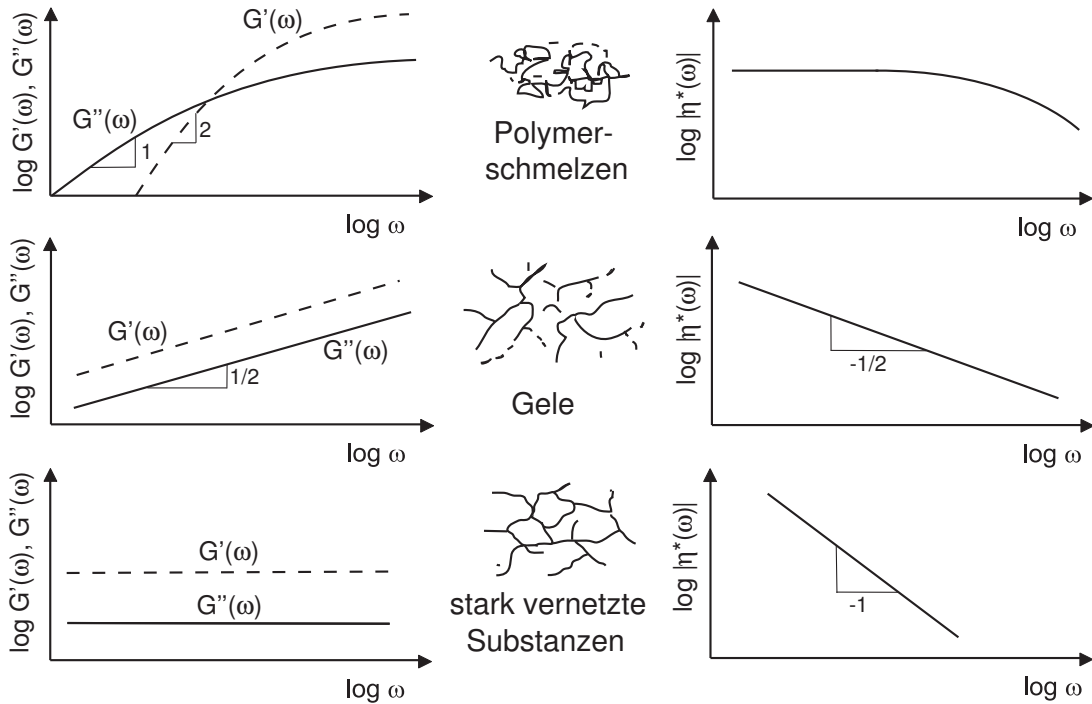 log G'(ω), G''(ω)
G'(ω)
G''(ω)
1
2
log ω
Polymer-
schmelzen
log |η*(ω)|
log ω
log G'(ω), G''(ω)
G'(ω)
G''(ω)
1/2
log ω
Gele
log |η*(ω)|
-1/2
log ω
log G'(ω), G''(ω)
G'(ω)
G''(ω)
log ω
stark vernetzte
Substanzen
log |η*(ω)|
-1
log ω